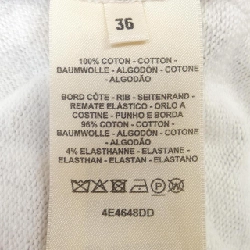 36
100% COTON - COTTON -
BAUMWOLLE - ALGODÓN - COTONE
- ALGODÃO
BORD CÔTE - RIB - SEITENRAND -
REMATE ELÁSTICO - ORLO A
COSTINE - PUNHO E BORDA
96% COTON - COTTON -
BAUMWOLLE - ALGODÓN - COTONE
- ALGODÃO
4% ELASTHANNE - ELASTANE -
ELASTHAN - ELASTAN - ELASTANO
P
4E4648DD